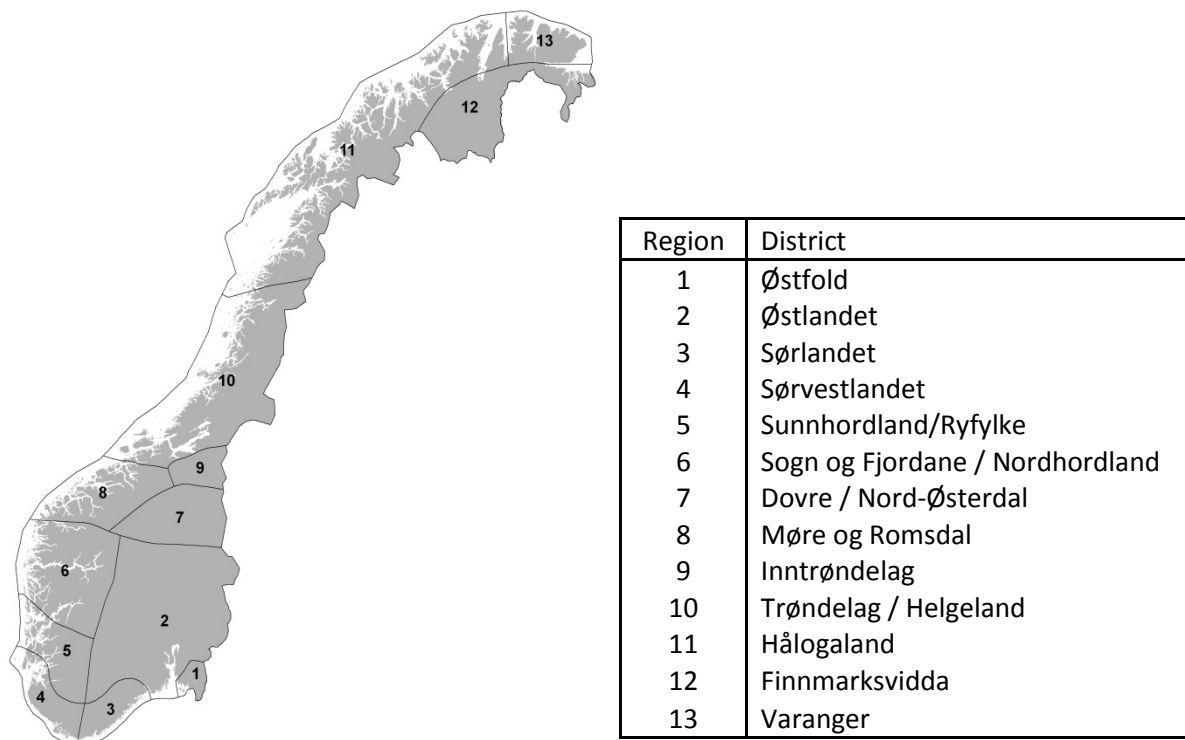 13
12
11
10
9
8
7
6
2
5
1
4
3
Region District
1 Østfold
2 Østlandet
3 Sørlandet
4 Sørvestlandet
5 Sunnhordland/Ryfylke
6 Sogn og Fjordane / Nordhordland
7 Dovre / Nord-Østerdal
8 Møre og Romsdal
9 Inntrøndelag
10 Trøndelag / Helgeland
11 Hålogaland
12 Finnmarksvidda
13 Varanger